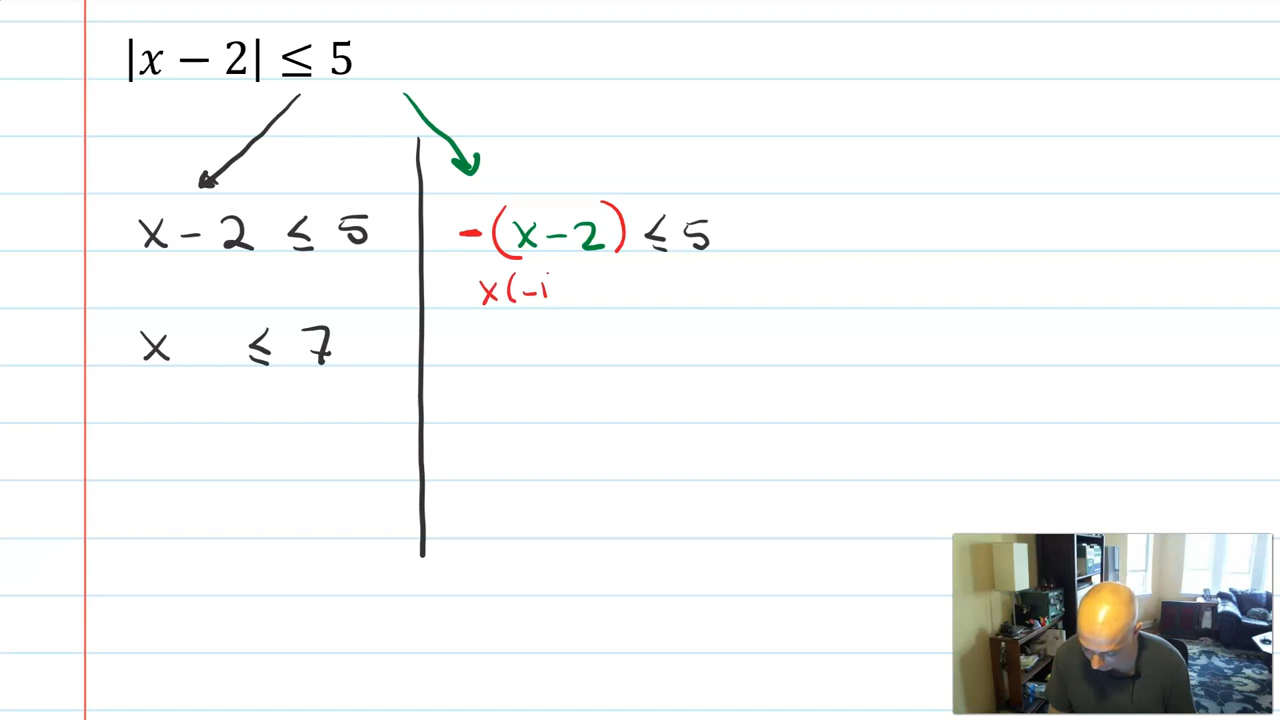 |x − 2| ≤ 5
x - 2 ≤ 5
-(x-2) ≤ 5
x(-1
x ≤ 7